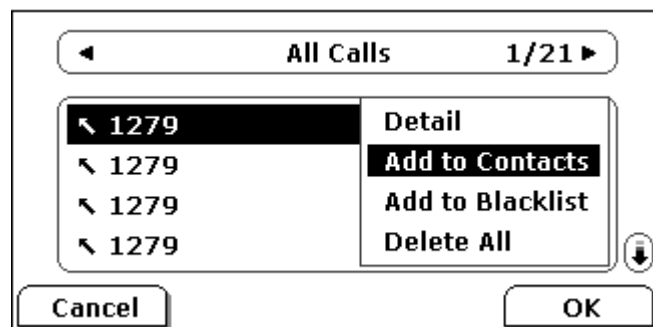 All Calls 1/21
1279 Detail
1279 Add to Contacts
1279 Add to Blacklist
1279 Delete All
Cancel OK